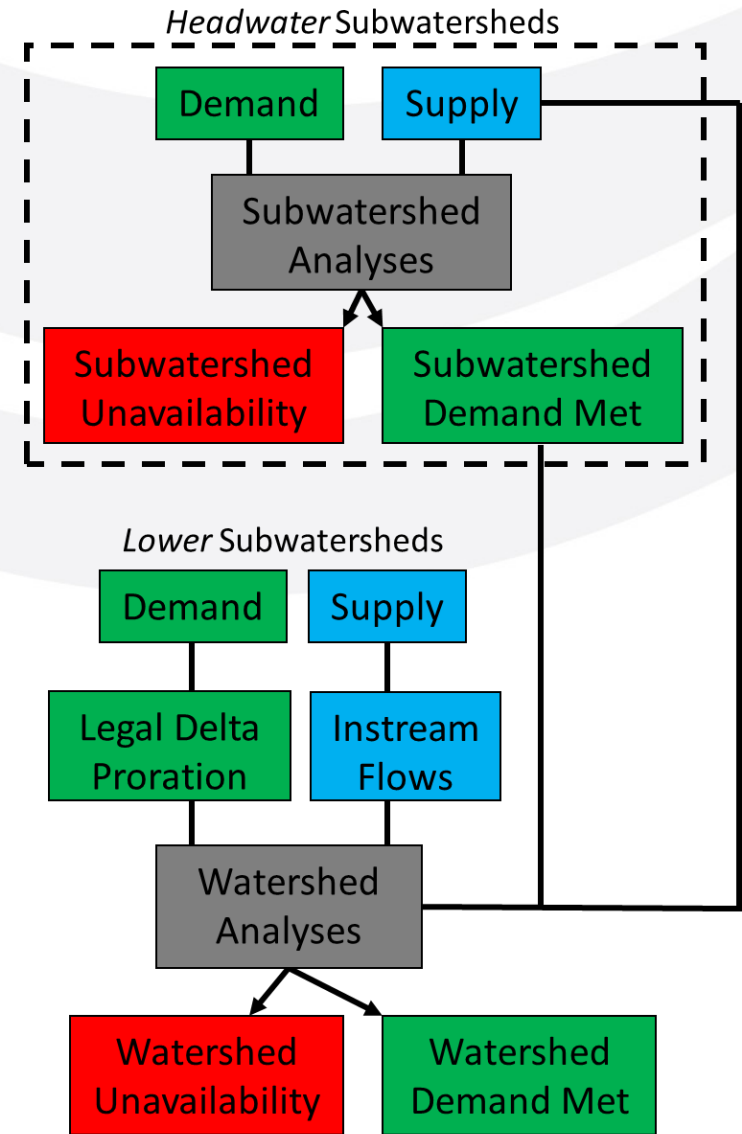 Headwater Subwatersheds
Demand
Supply
Subwatershed
Analyses
Subwatershed
Unavailability
Subwatershed
Demand Met
Lower Subwatersheds
Demand
Supply
Legal Delta
Proration
Instream
Flows
Watershed
Analyses
Watershed
Unavailability
Watershed
Demand Met